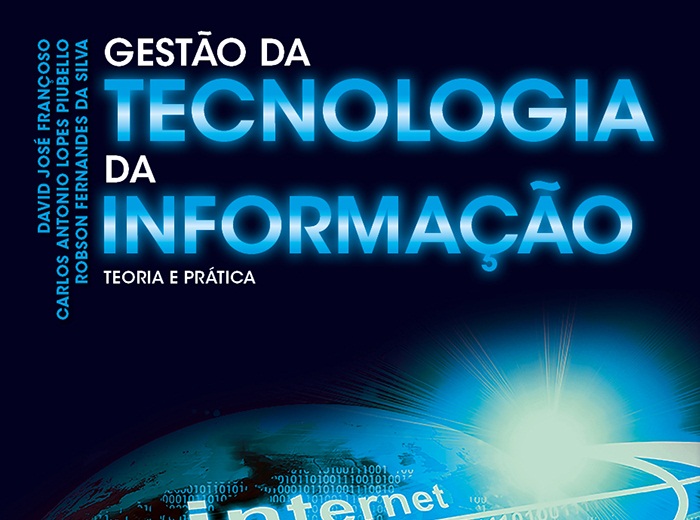 DAVID JOSÉ FRANÇOSO
CARLOS ANTONIO LOPES PIUBELLO
ROBSON FERNANDES DA SILVA
GESTÃO DA
TECNOLOGIA
DA
INFORMAÇÃO
TEORIA E PRÁTICA
internet